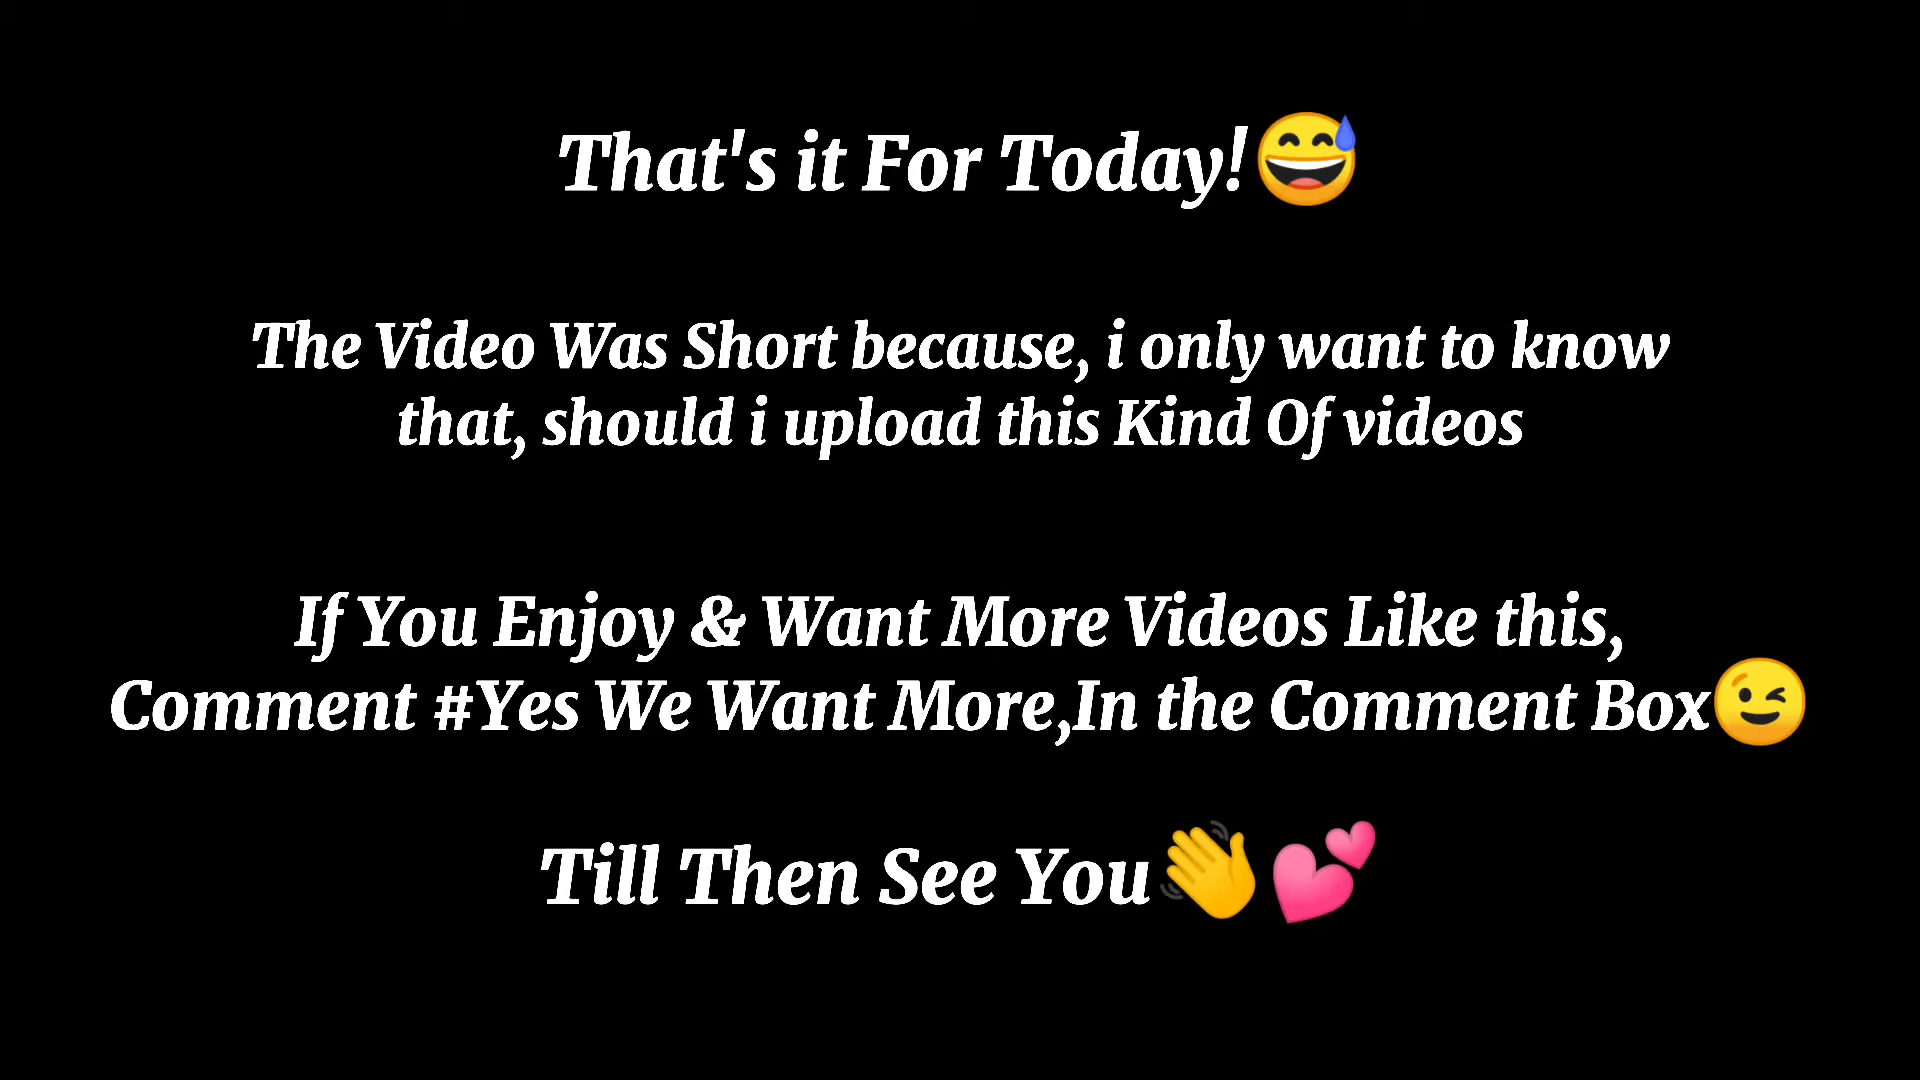 That's it For Today!😅
The Video Was Short because, i only want to know
that, should i upload this Kind Of videos
If You Enjoy & Want More Videos Like this,
Comment #Yes We Want More,In the Comment Box😉
Till Then See You👋💕